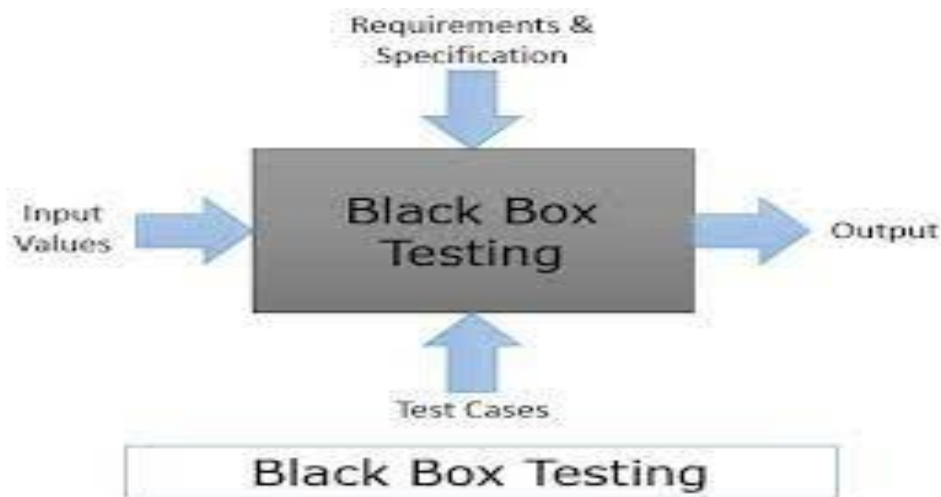 Requirements &
Specification
Input
Values
Black Box
Testing
Output
Test Cases
Black Box Testing